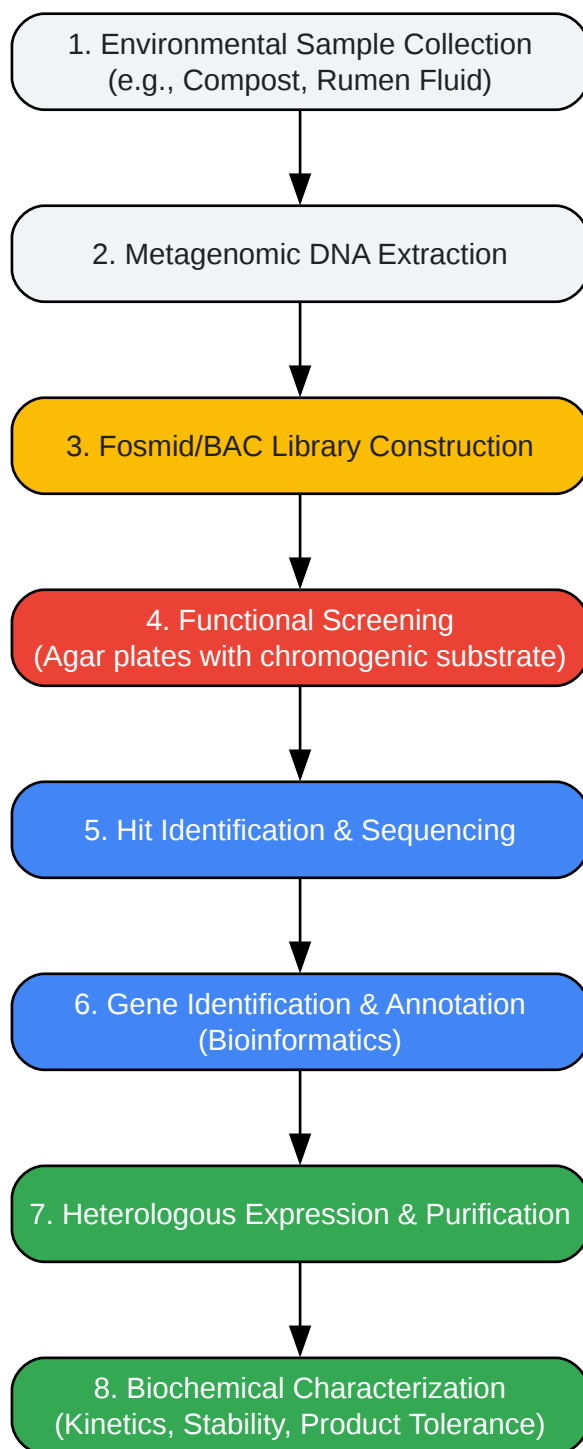 1. Environmental Sample Collection
(e.g., Compost, Rumen Fluid)
2. Metagenomic DNA Extraction
3. Fosmid/BAC Library Construction
4. Functional Screening
(Agar plates with chromogenic substrate)
5. Hit Identification & Sequencing
6. Gene Identification & Annotation
(Bioinformatics)
7. Heterologous Expression & Purification
8. Biochemical Characterization
(Kinetics, Stability, Product Tolerance)